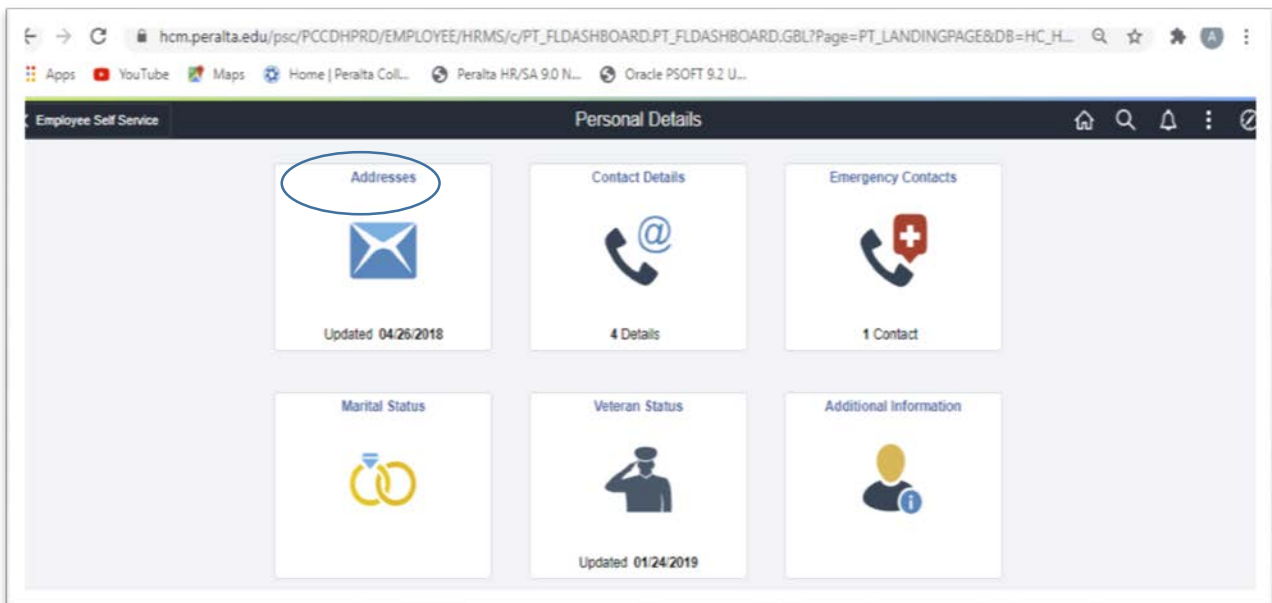 hcm.peralta.edu/psc/PCCDHPRD/EMPLOYEE/HRMS/c/PT_FLDASHBOARD.PT_FLDASHBOARD.GBL?Page=PT_LANDINGPAGE&DB=HC_H...
A
Apps YouTube Maps Home | Peralta Coll... Peralta HR/SA 9.0 N... Oracle PSOFT 9.2 U...
Employee Self Service Personal Details
Addresses Contact Details Emergency Contacts
@
Updated 04/26/2018 4 Details 1 Contact
Marital Status Veteran Status Additional Information
i
Updated 01/24/2019